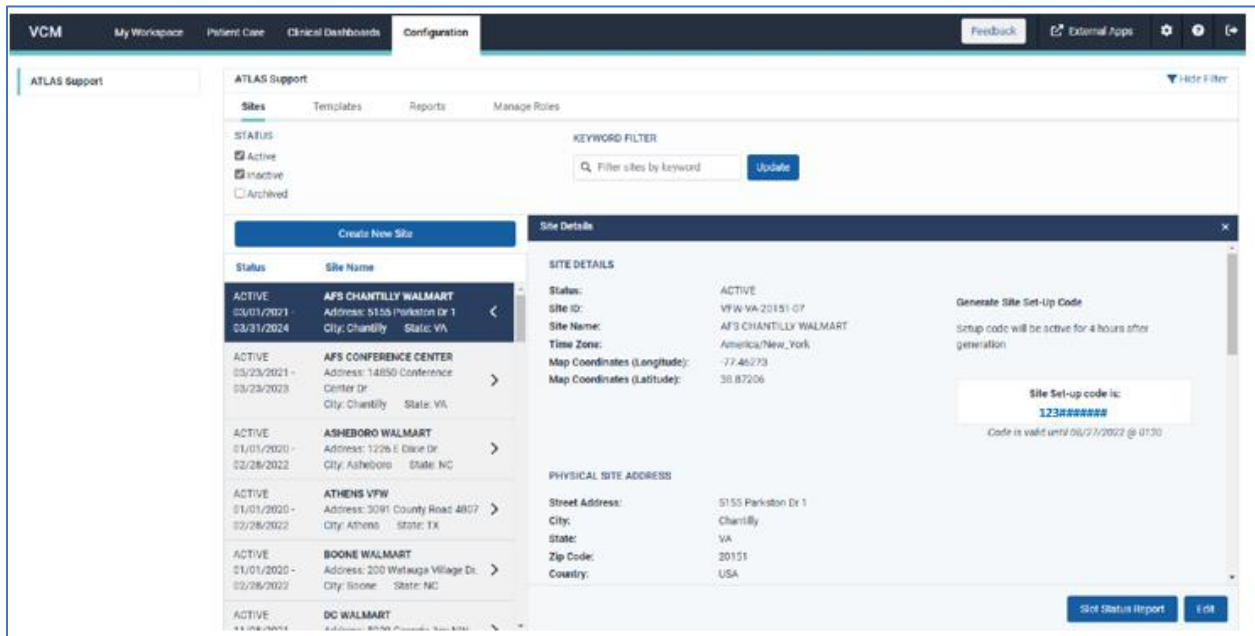 VCM My Workspace Patient Care Clinical Dashboards Configuration Feedback External Apps
ATLAS Support
ATLAS Support Hide Filter
Sites Templates Reports Manage Roles
STATUS
Active
Inactive
Archived
KEYWORD FILTER
Filter sites by keyword Update
Create New Site
Status Site Name
ACTIVE AFS CHANTILLY WALMART
03/01/2021 - Address: 5155 Parkston Dr 1
03/31/2024 City: Chantilly State: VA
ACTIVE AFS CONFERENCE CENTER
03/23/2021 - Address: 14850 Conference
03/23/2023 Center Dr
City: Chantilly State: VA
ACTIVE ASHEBORO WALMART
01/01/2020 - Address: 1226 E Dixie Dr
02/28/2022 City: Asheboro State: NC
ACTIVE ATHENS VFW
01/01/2020 - Address: 3091 County Road 4807
02/28/2022 City: Athens State: TX
ACTIVE BOONE WALMART
01/01/2020 - Address: 200 Watauga Village Dr.
02/28/2022 City: Boone State: NC
ACTIVE DC WALMART
Site Details
SITE DETAILS
Status: ACTIVE
Site ID: VFW-VA-20151-07
Site Name: AFS CHANTILLY WALMART
Time Zone: America/New_York
Map Coordinates (Longitude): -77.46273
Map Coordinates (Latitude): 38.87206
Generate Site Set-Up Code
Setup code will be active for 4 hours after
generation
Site Set-up code is:
123#######
Code is valid until 08/27/2022 @ 0130
PHYSICAL SITE ADDRESS
Street Address: 5155 Parkston Dr 1
City: Chantilly
State: VA
Zip Code: 20151
Country: USA
Slot Status Report Edit